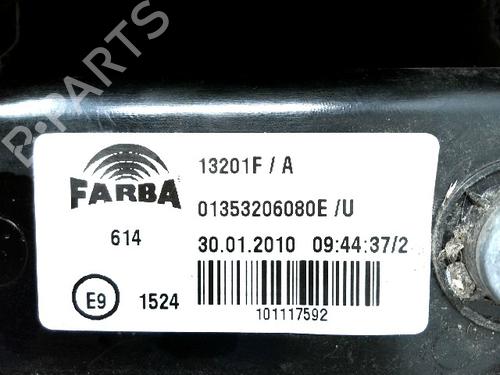 B-PARTS
FARBA
13201F / A
01353206080E /U
614
30.01.2010 09:44:37/2
E9
1524
101117592